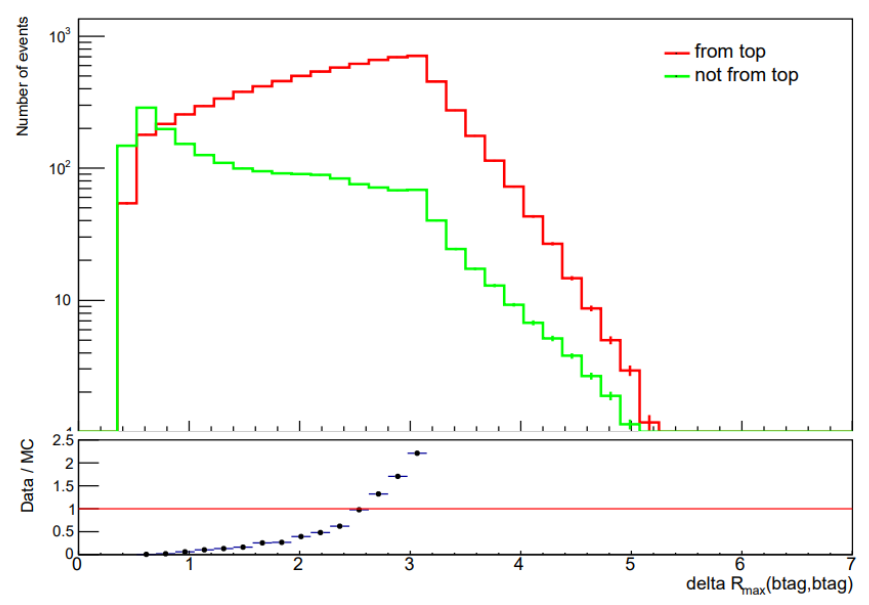 Number of events
10³
10²
10
1
from top
not from top
Data / MC
2.5
2
1.5
1
0.5
0
0 1 2 3 4 5 6 7
delta Rmax(btag,btag)